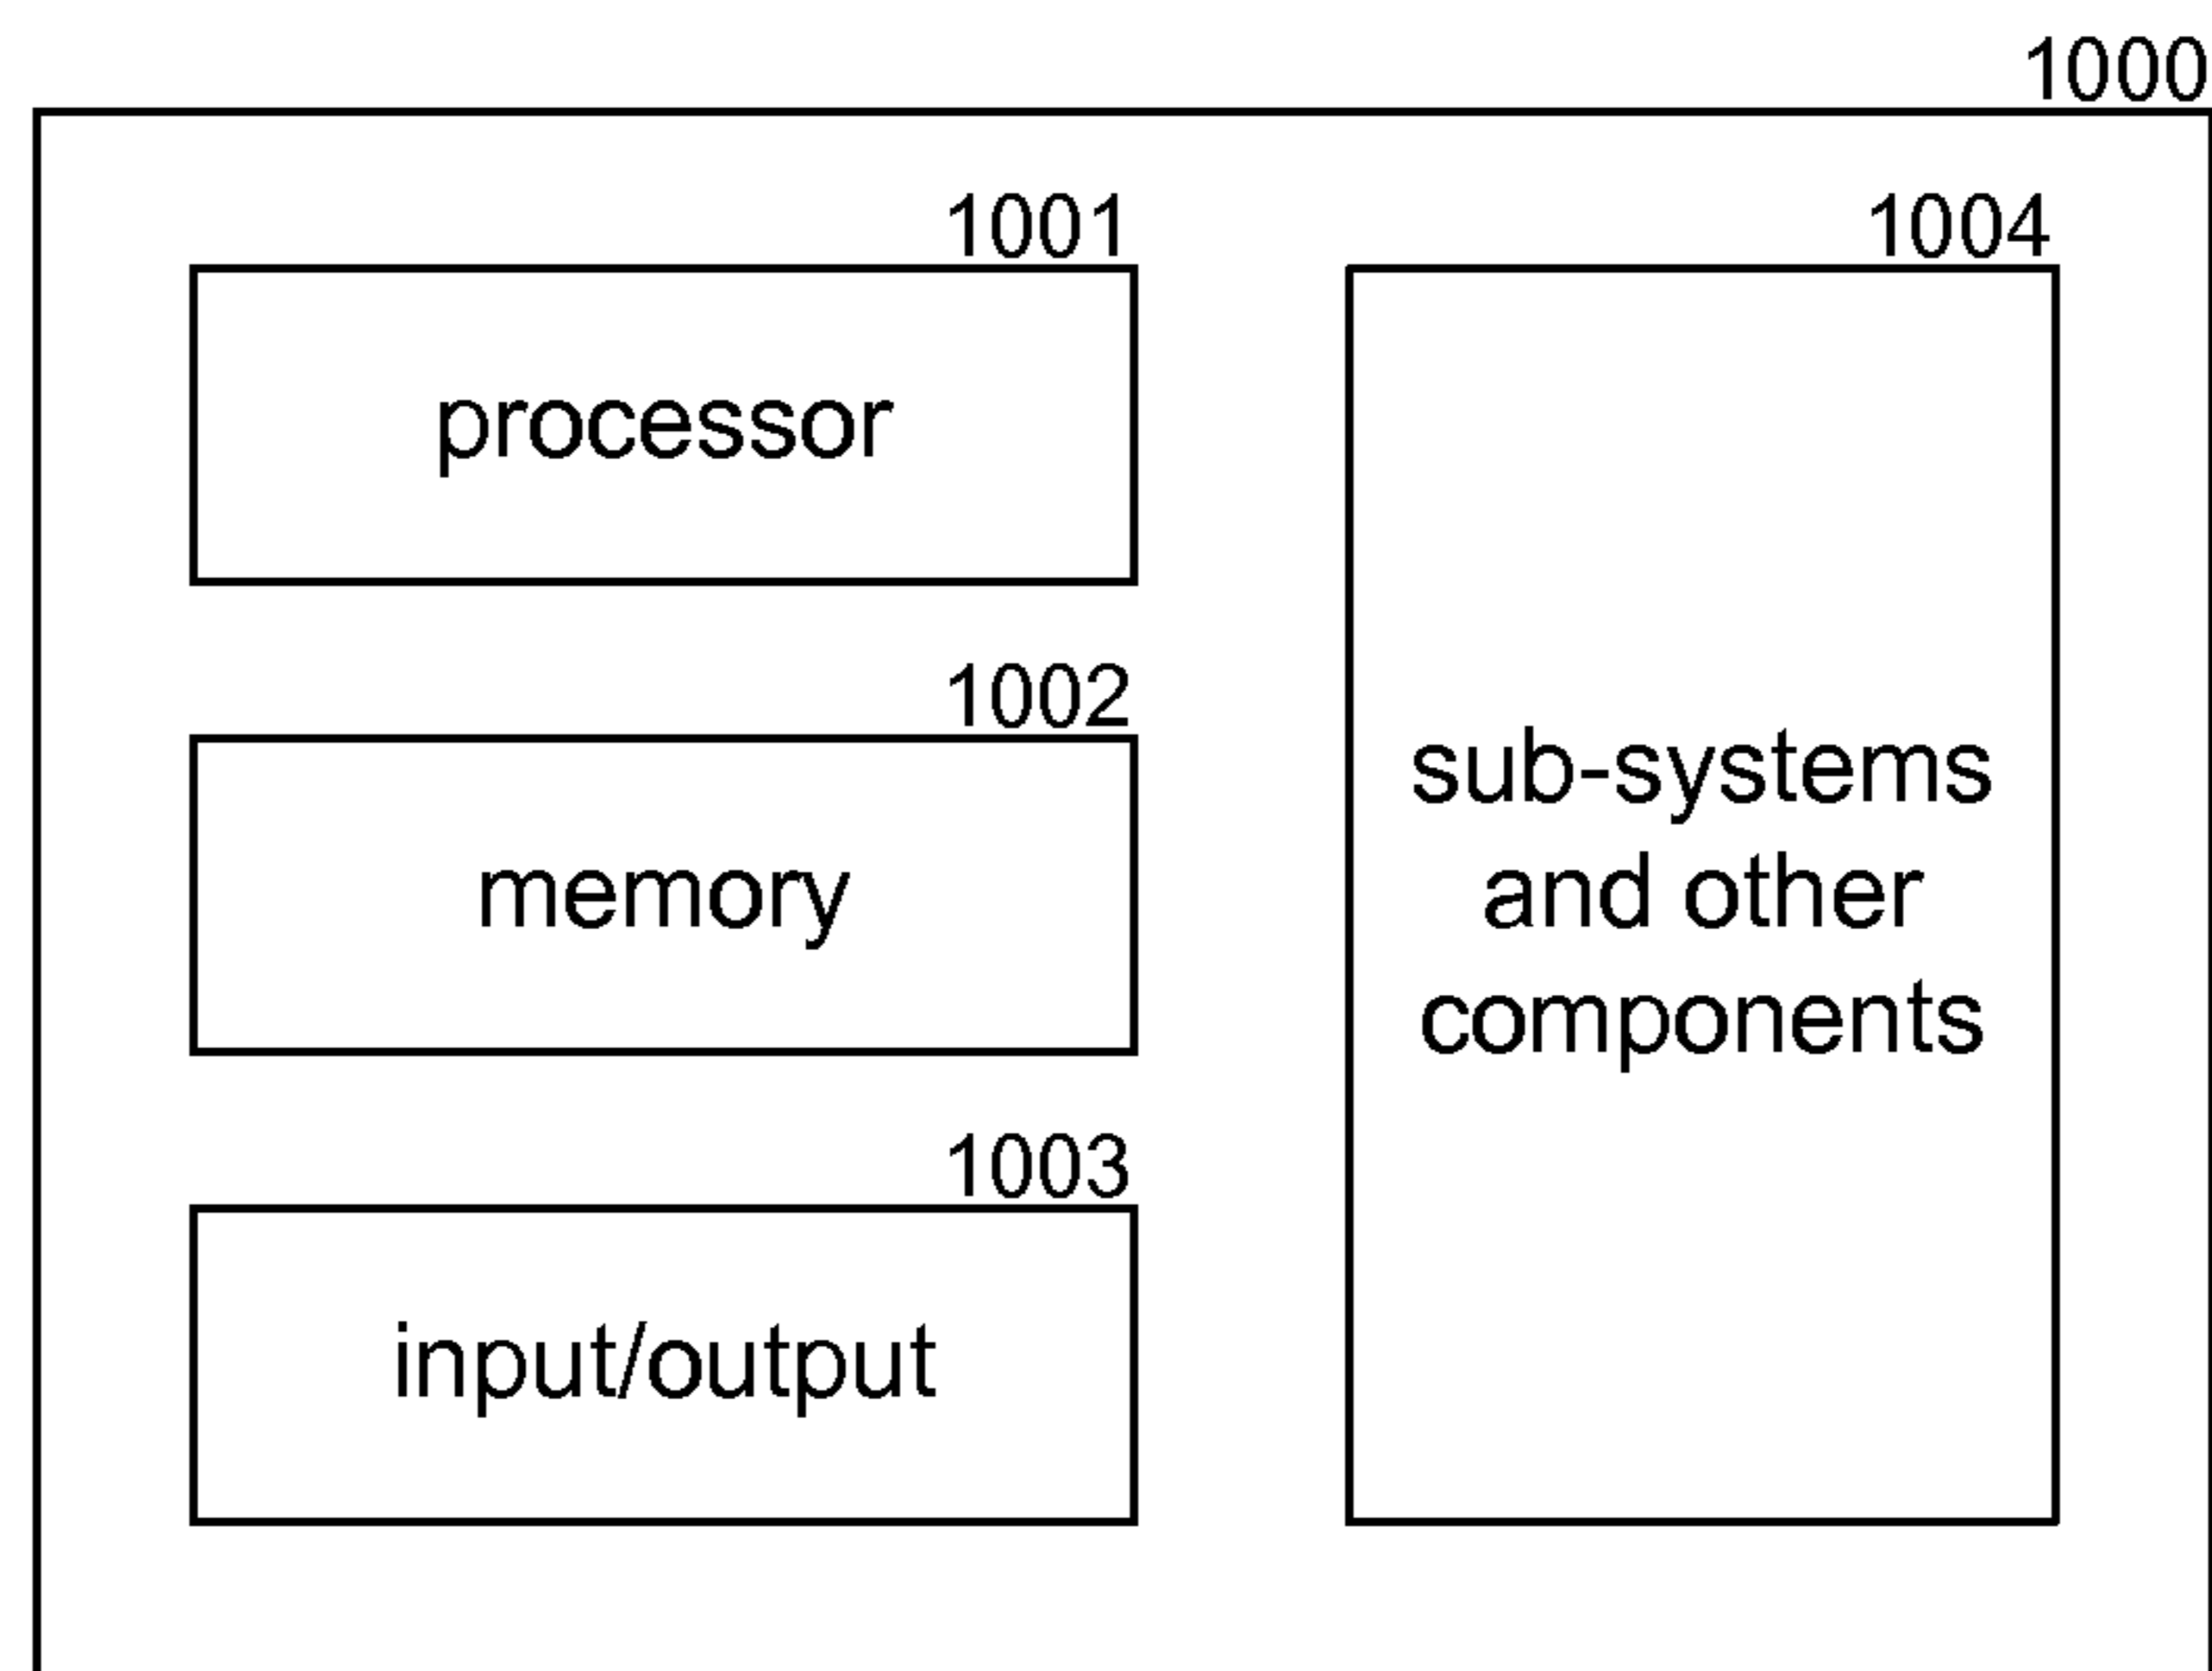 1000
1001
processor
1002
memory
1003
input/output
1004
sub-systems
and other
components